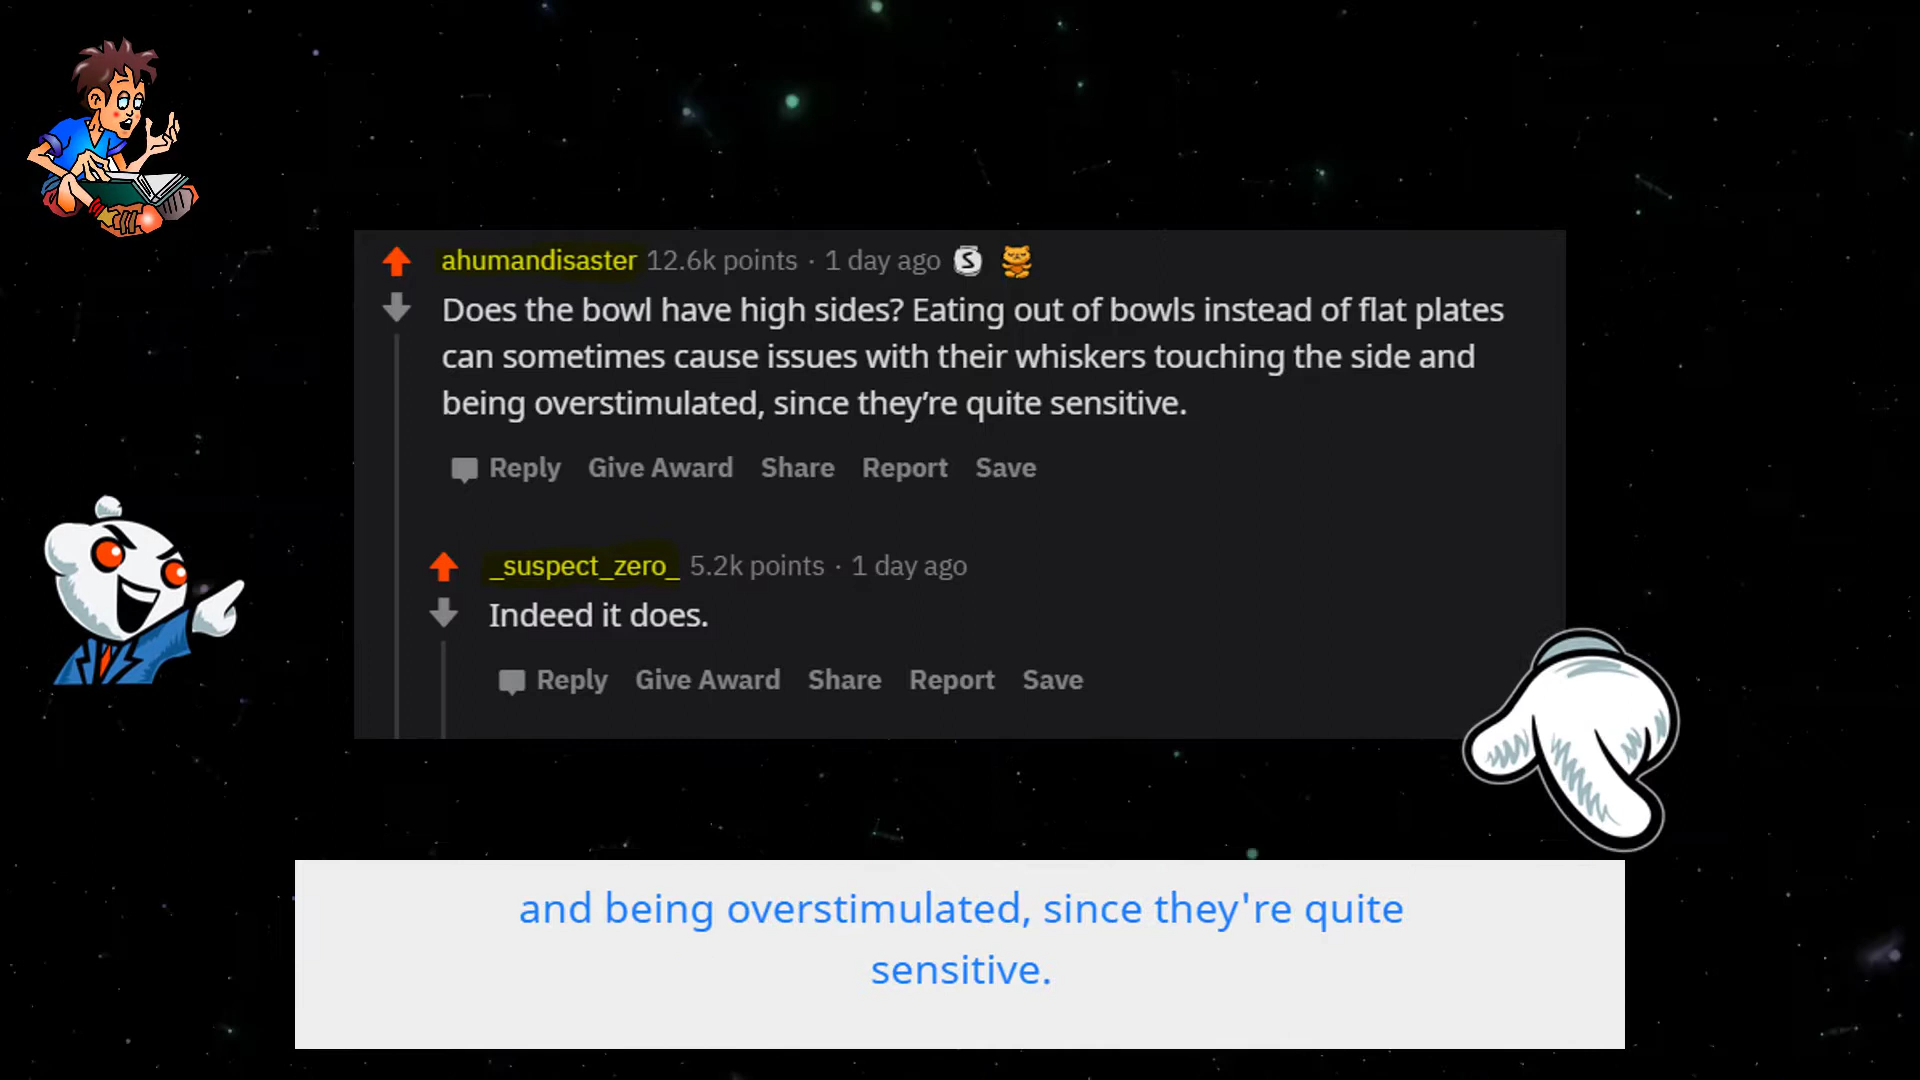 ahumandisaster 12.6k points · 1 day ago S
Does the bowl have high sides? Eating out of bowls instead of flat plates
can sometimes cause issues with their whiskers touching the side and
being overstimulated, since they’re quite sensitive.
Reply Give Award Share Report Save
_suspect_zero_ 5.2k points · 1 day ago
Indeed it does.
Reply Give Award Share Report Save
and being overstimulated, since they're quite
sensitive.